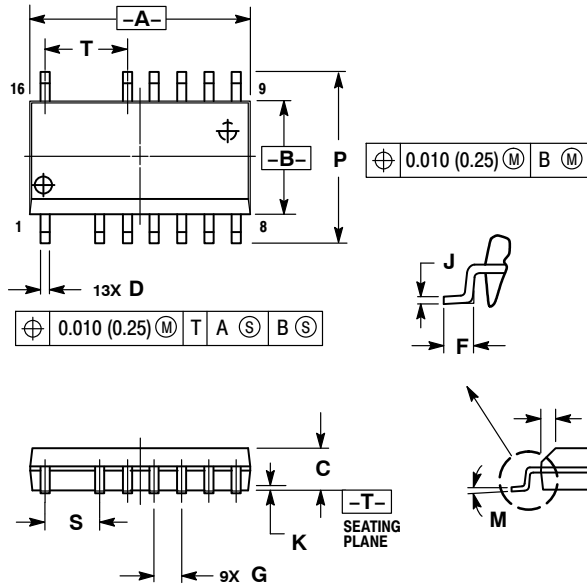 –A–
T
16
9
–B–
P
⌖ 0.010 (0.25) Ⓜ B Ⓜ
1
8
J
13X D
⌖ 0.010 (0.25) Ⓜ T A Ⓢ B Ⓢ
F
C
–T–
S
K
SEATING
PLANE
M
9X G